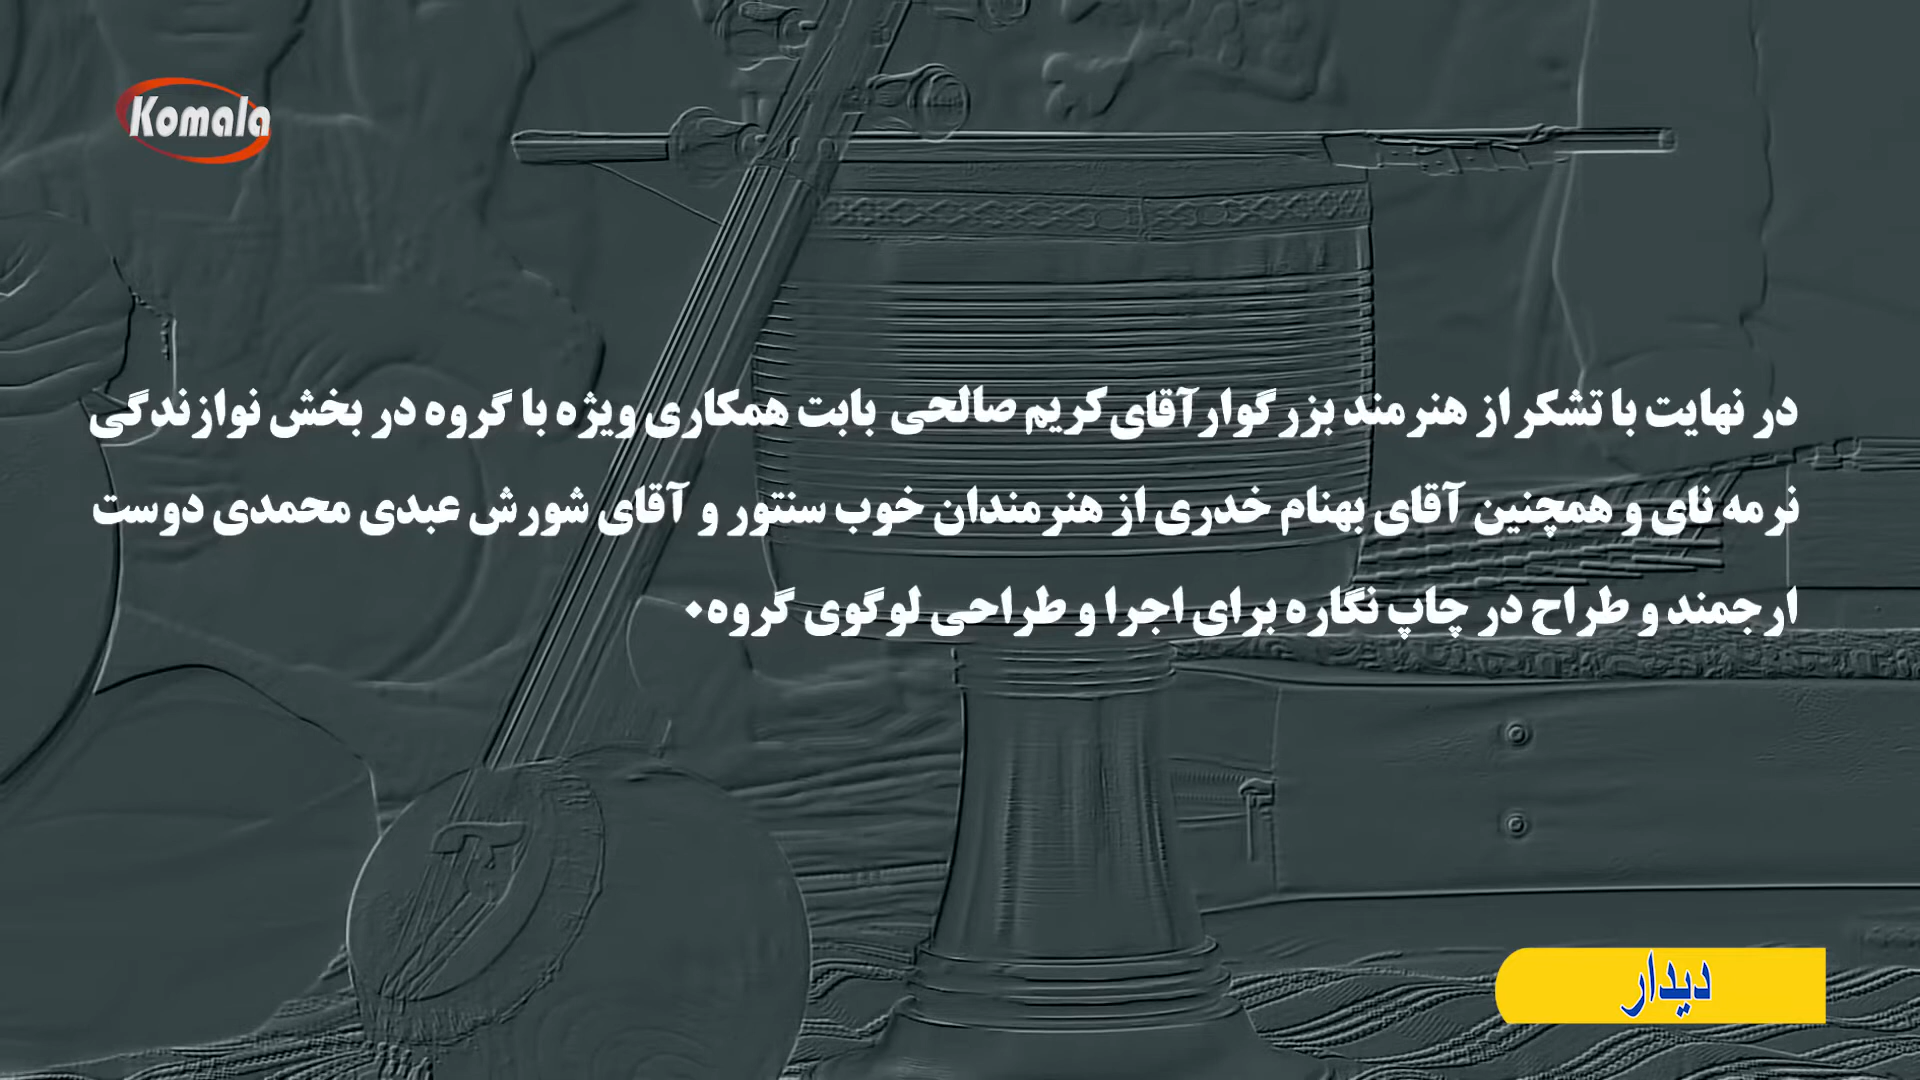 Komala
در نهایت با تشکر از هنرمند بزرگوار آقای کریم صالحی بابت همکاری ویژه با گروه در بخش نوازندگی
نرمه نای و همچنین آقای بهنام خدری از هنرمندان خوب سنتور و آقای شورش عبدی محمدی دوست
ارجمند و طراح در چاپ نگاره برای اجرا و طراحی لوگوی گروه.
دیدار